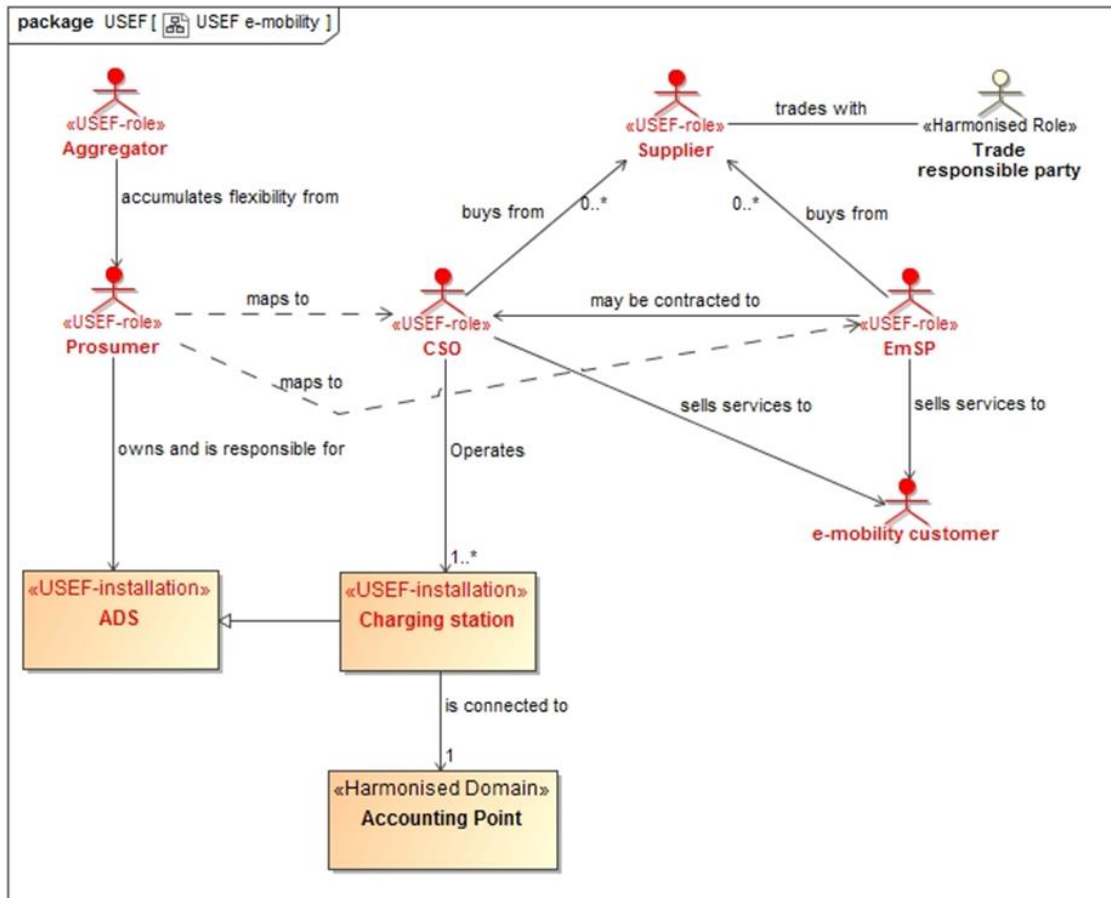 package USEF [ USEF e-mobility ]
«USEF-role»
Aggregator
«USEF-role»
Supplier
trades with
«Harmonised Role»
Trade
responsible party
accumulates flexibility from
buys from
0..*
0..*
buys from
«USEF-role»
Prosumer
maps to
«USEF-role»
CSO
may be contracted to
«USEF-role»
EmSP
maps to
sells services to
sells services to
owns and is responsible for
Operates
e-mobility customer
1..*
«USEF-installation»
ADS
«USEF-installation»
Charging station
is connected to
1
«Harmonised Domain»
Accounting Point